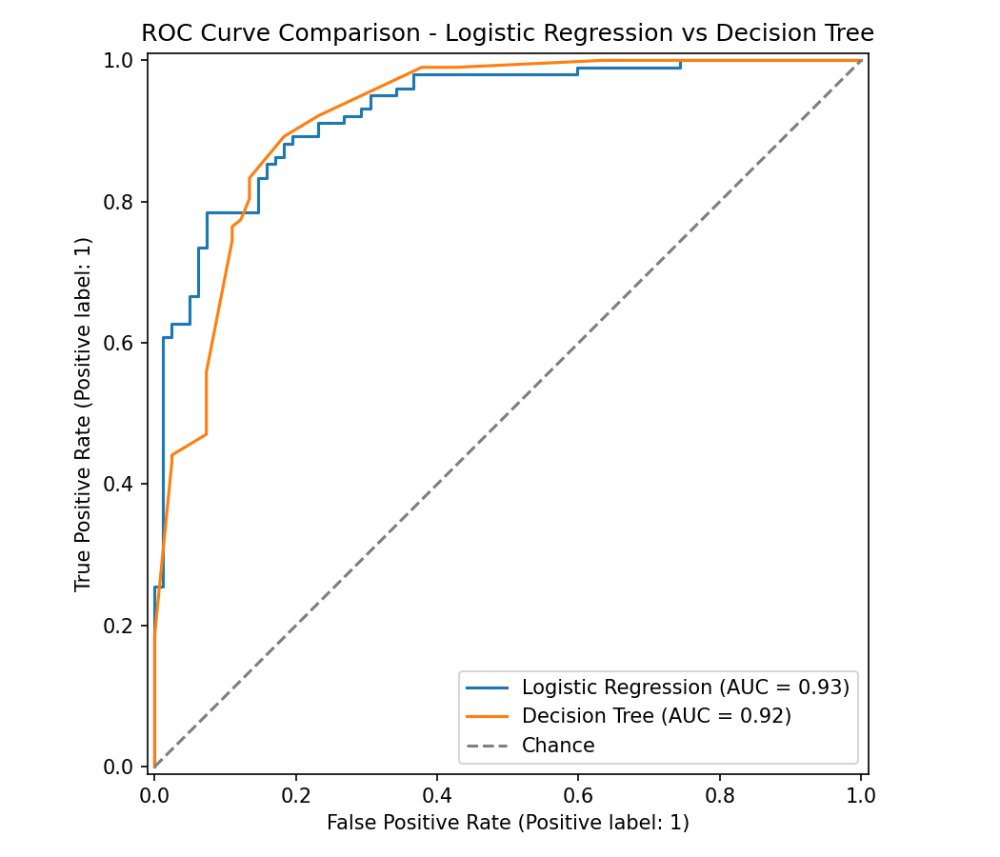 ROC Curve Comparison - Logistic Regression vs Decision Tree
1.0
0.8
0.6
0.4
0.2
0.0
True Positive Rate (Positive label: 1)
Logistic Regression (AUC = 0.93)
Decision Tree (AUC = 0.92)
Chance
0.0 0.2 0.4 0.6 0.8 1.0
False Positive Rate (Positive label: 1)